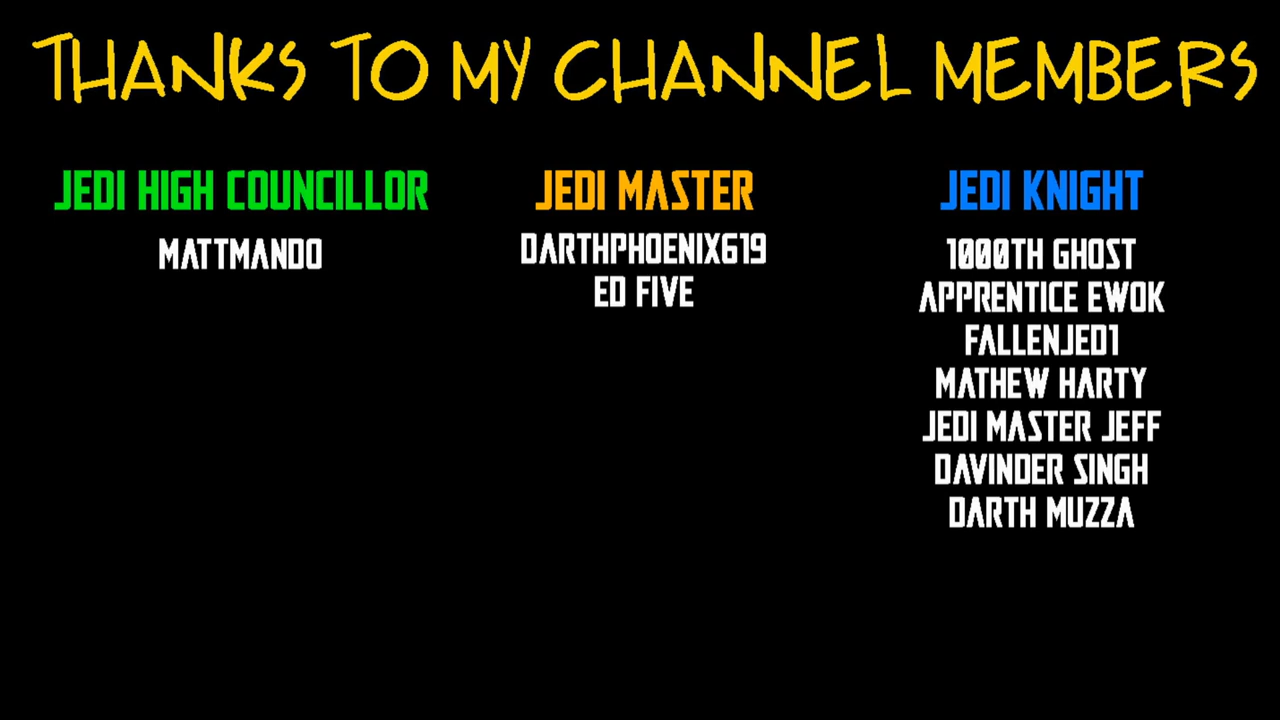 THANKS TO MY CHANNEL MEMBERS
JEDI HIGH COUNCILLOR
MATTMANDO
JEDI MASTER
DARTHPHOENIX619
ED FIVE
JEDI KNIGHT
1000TH GHOST
APPRENTICE EWOK
FALLENJED1
MATHEW HARTY
JEDI MASTER JEFF
DAVINDER SINGH
DARTH MUZZA